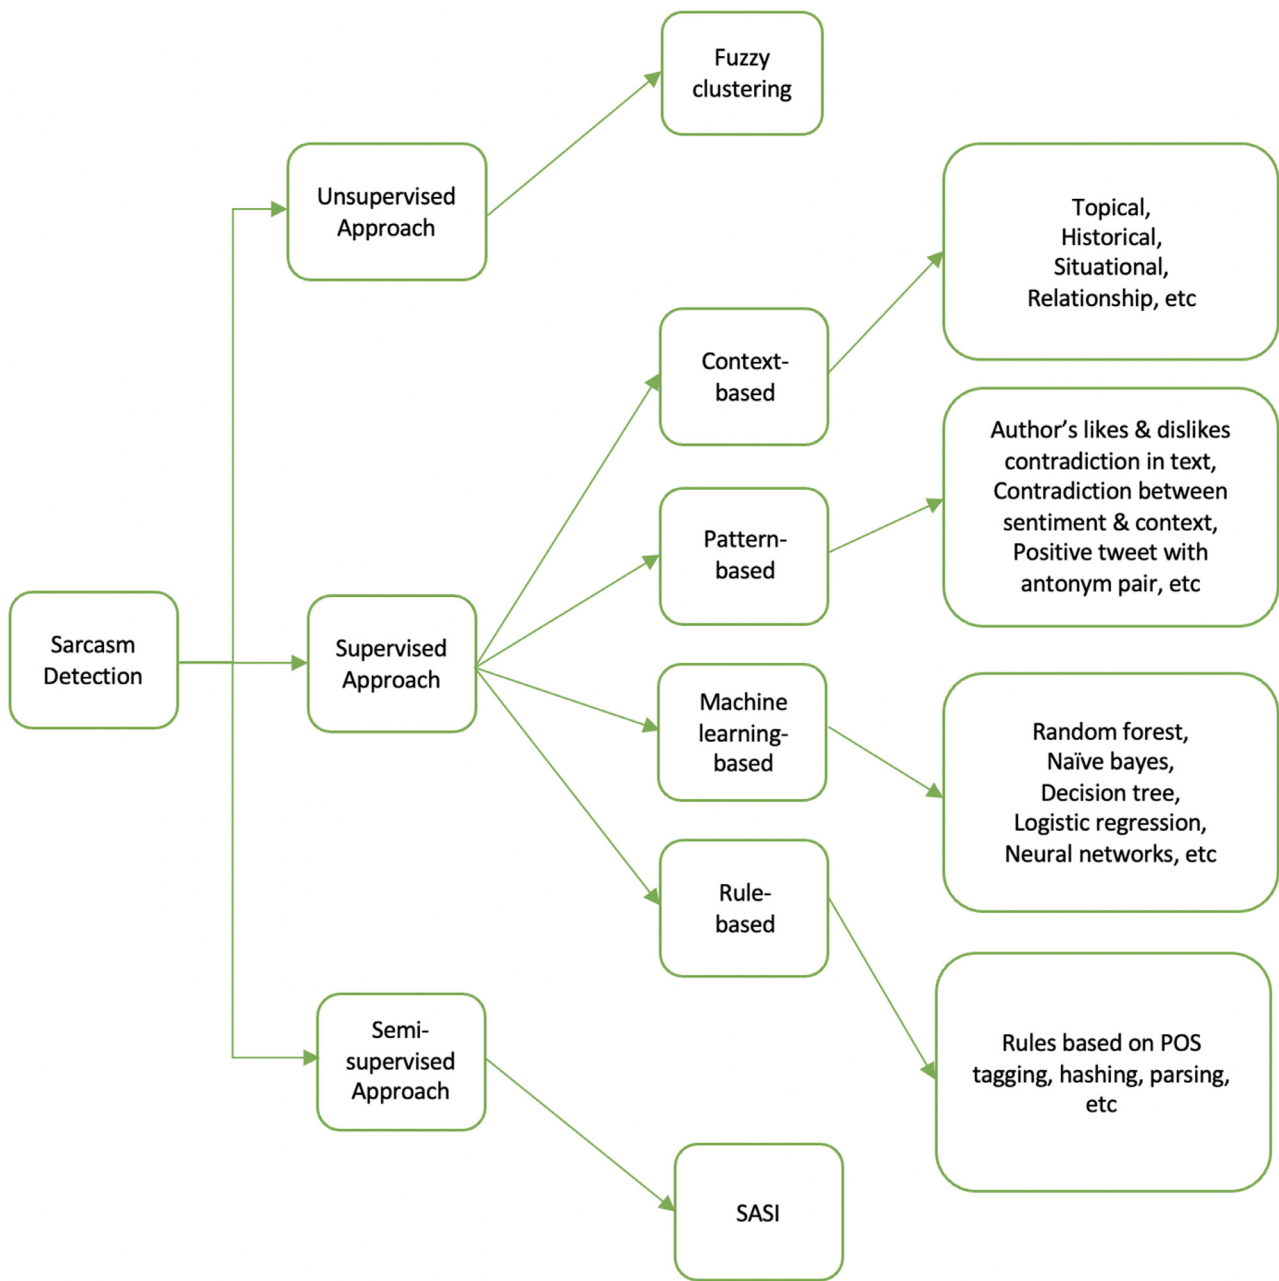 Fuzzy
clustering
Unsupervised
Approach
Topical,
Historical,
Situational,
Relationship, etc
Context-
based
Author’s likes & dislikes
contradiction in text,
Contradiction between
sentiment & context,
Positive tweet with
antonym pair, etc
Pattern-
based
Sarcasm
Detection
Supervised
Approach
Machine
learning-
based
Random forest,
Naïve bayes,
Decision tree,
Logistic regression,
Neural networks, etc
Rule-
based
Semi-
supervised
Approach
Rules based on POS
tagging, hashing, parsing,
etc
SASI